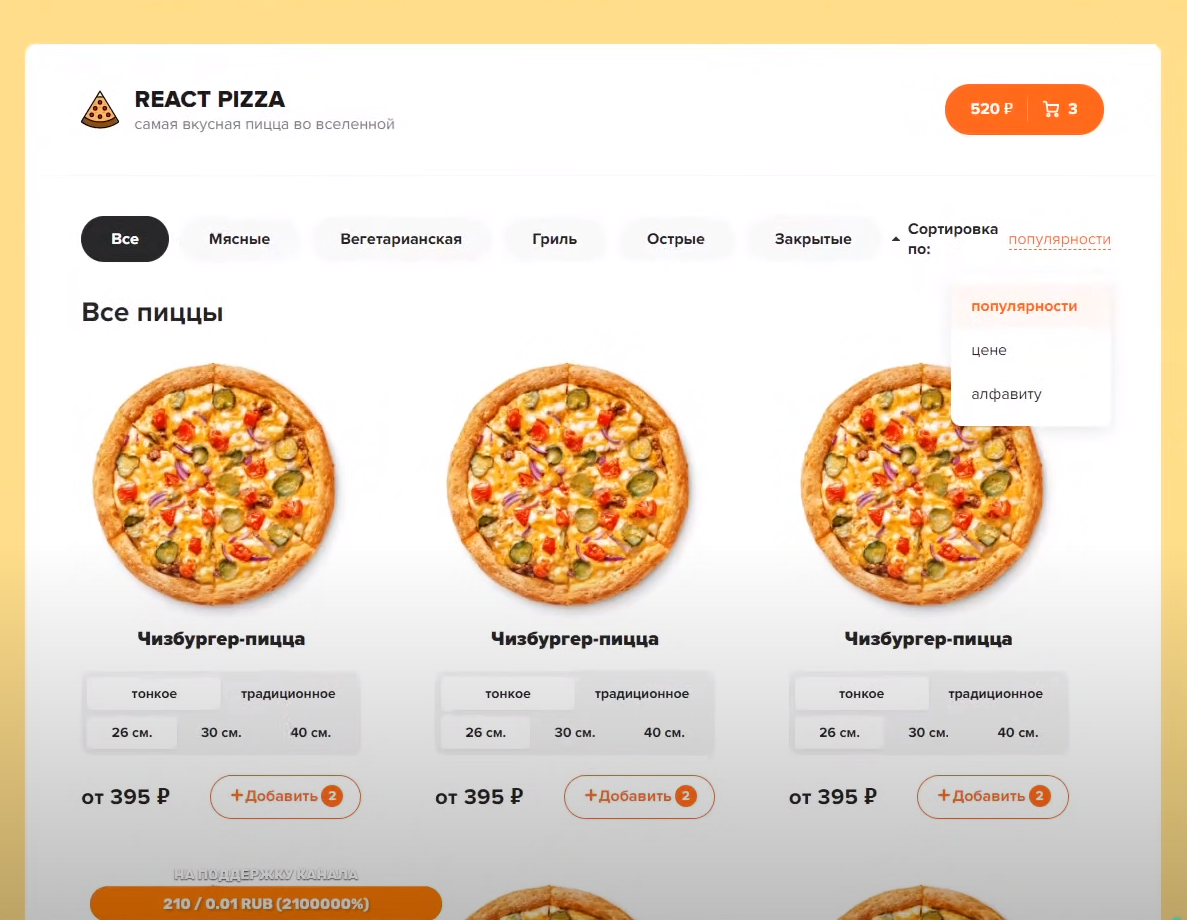 REACT PIZZA
самая вкусная пицца во вселенной
520 ₽ 3
Все Мясные Вегетарианская Гриль Острые Закрытые
Сортировка по: популярности
популярности
цене
алфавиту
Все пиццы
Чизбургер-пицца Чизбургер-пицца Чизбургер-пицца
тонкое традиционное тонкое традиционное тонкое традиционное
26 см. 30 см. 40 см. 26 см. 30 см. 40 см. 26 см. 30 см. 40 см.
от 395 ₽ +Добавить 2 от 395 ₽ +Добавить 2 от 395 ₽ +Добавить 2
НА ПОДДЕРЖКУ КАНАЛА
210 / 0.01 RUB (2100000%)